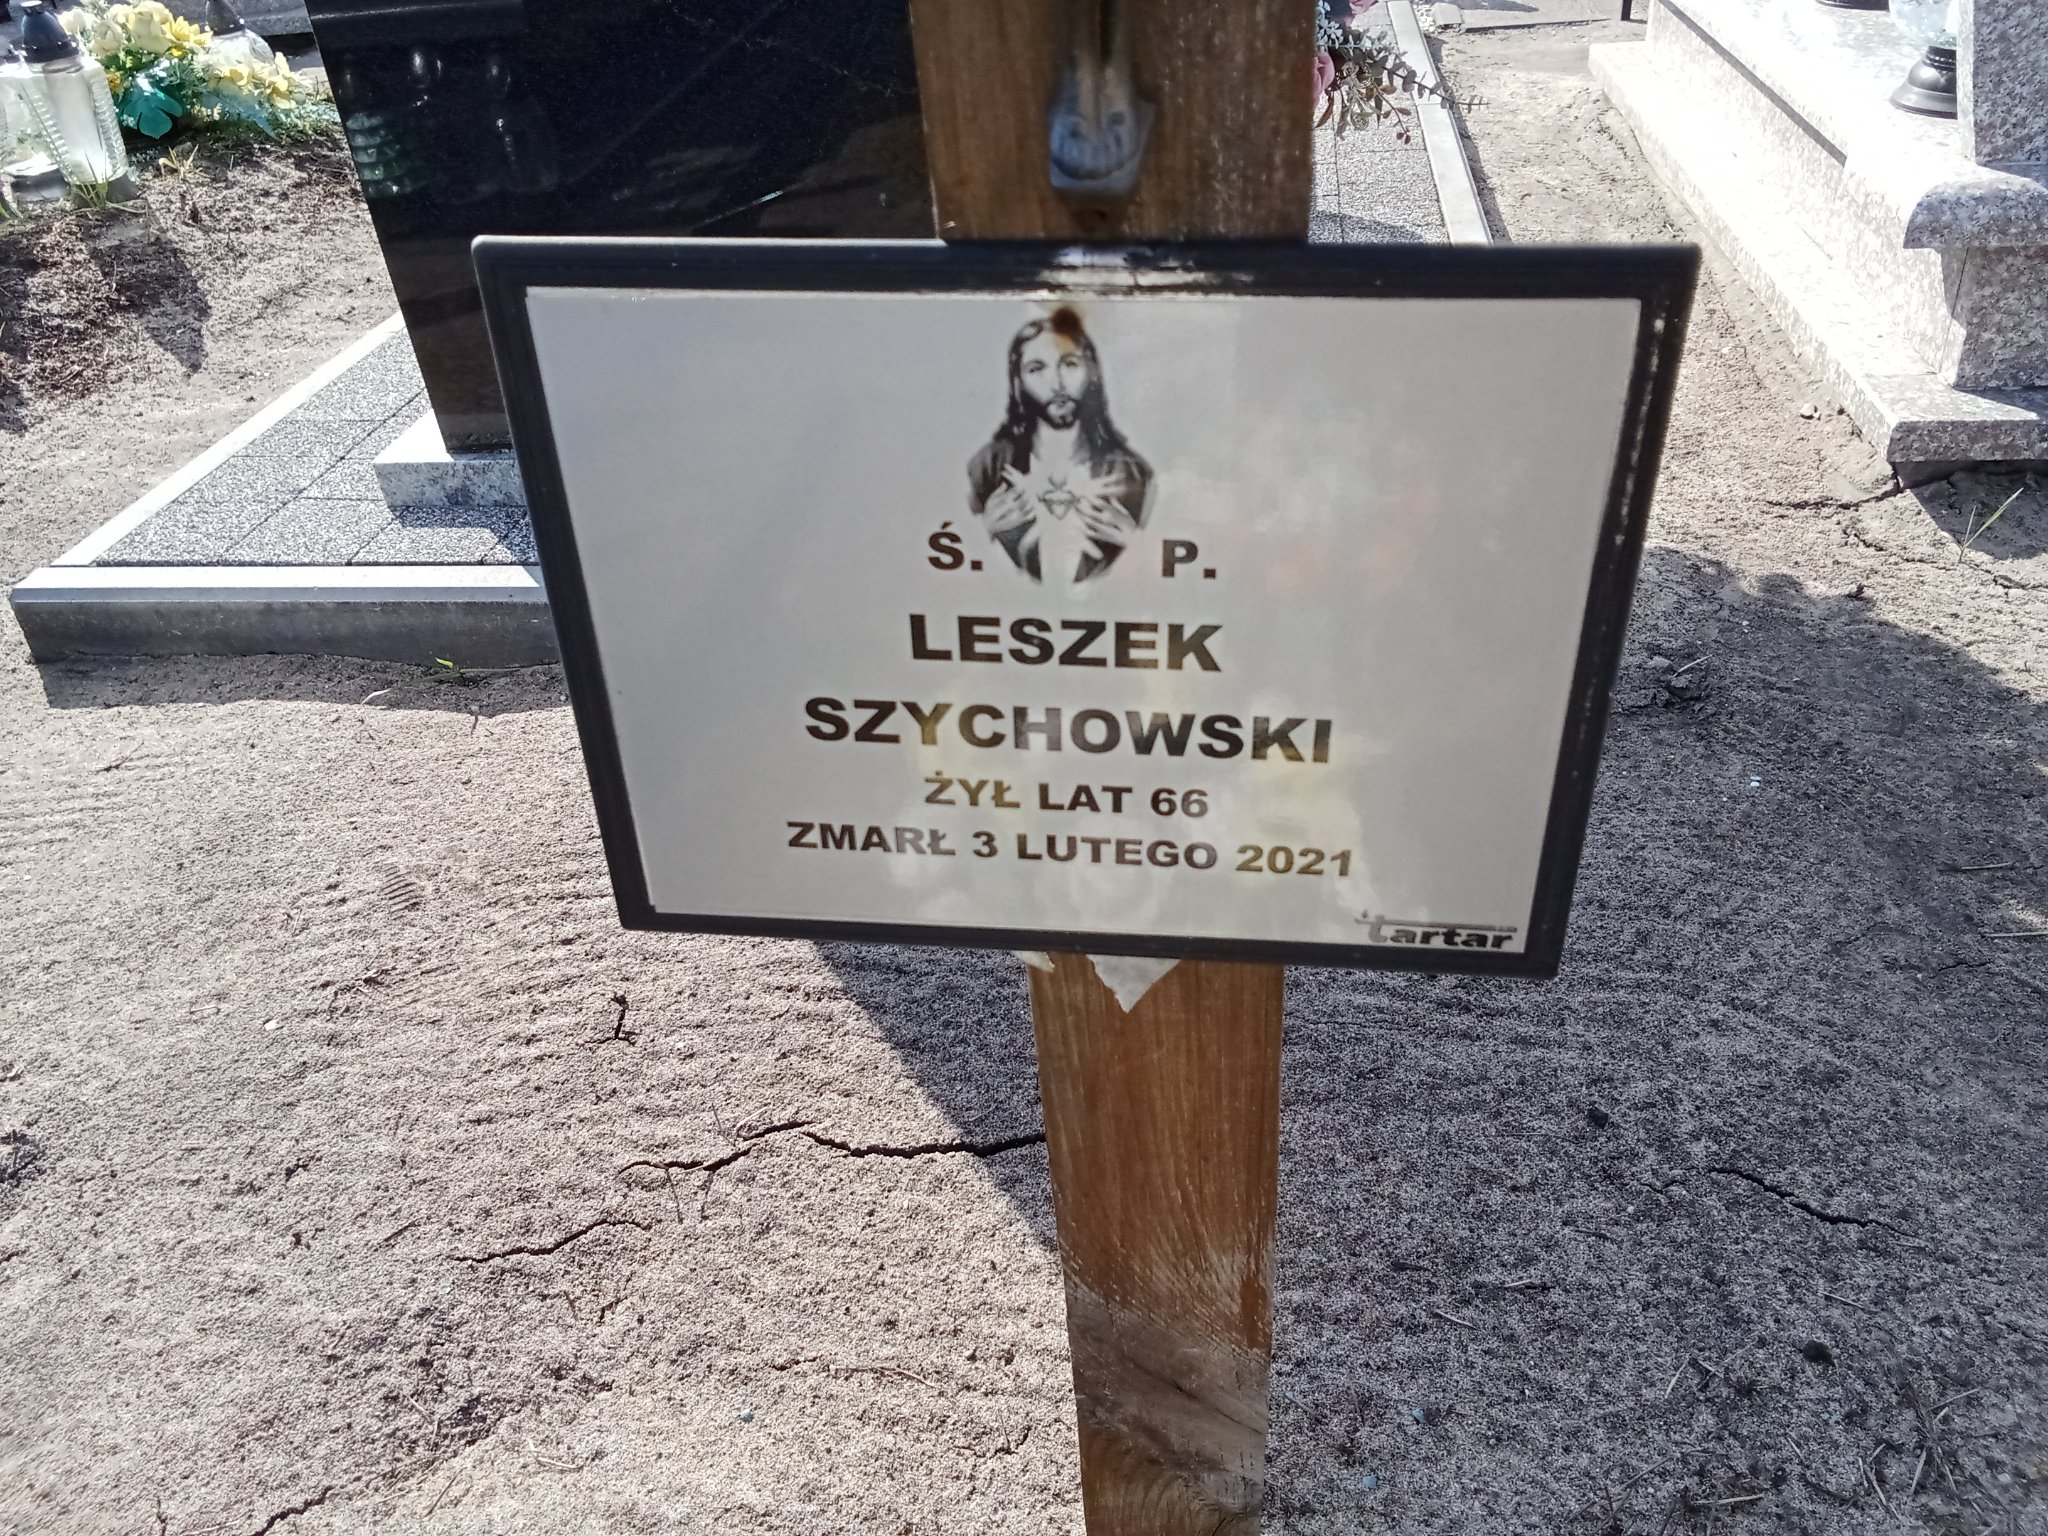 Ś. P.
LESZEK
SZYCHOWSKI
ŻYŁ LAT 66
ZMARŁ 3 LUTEGO 2021
tartar